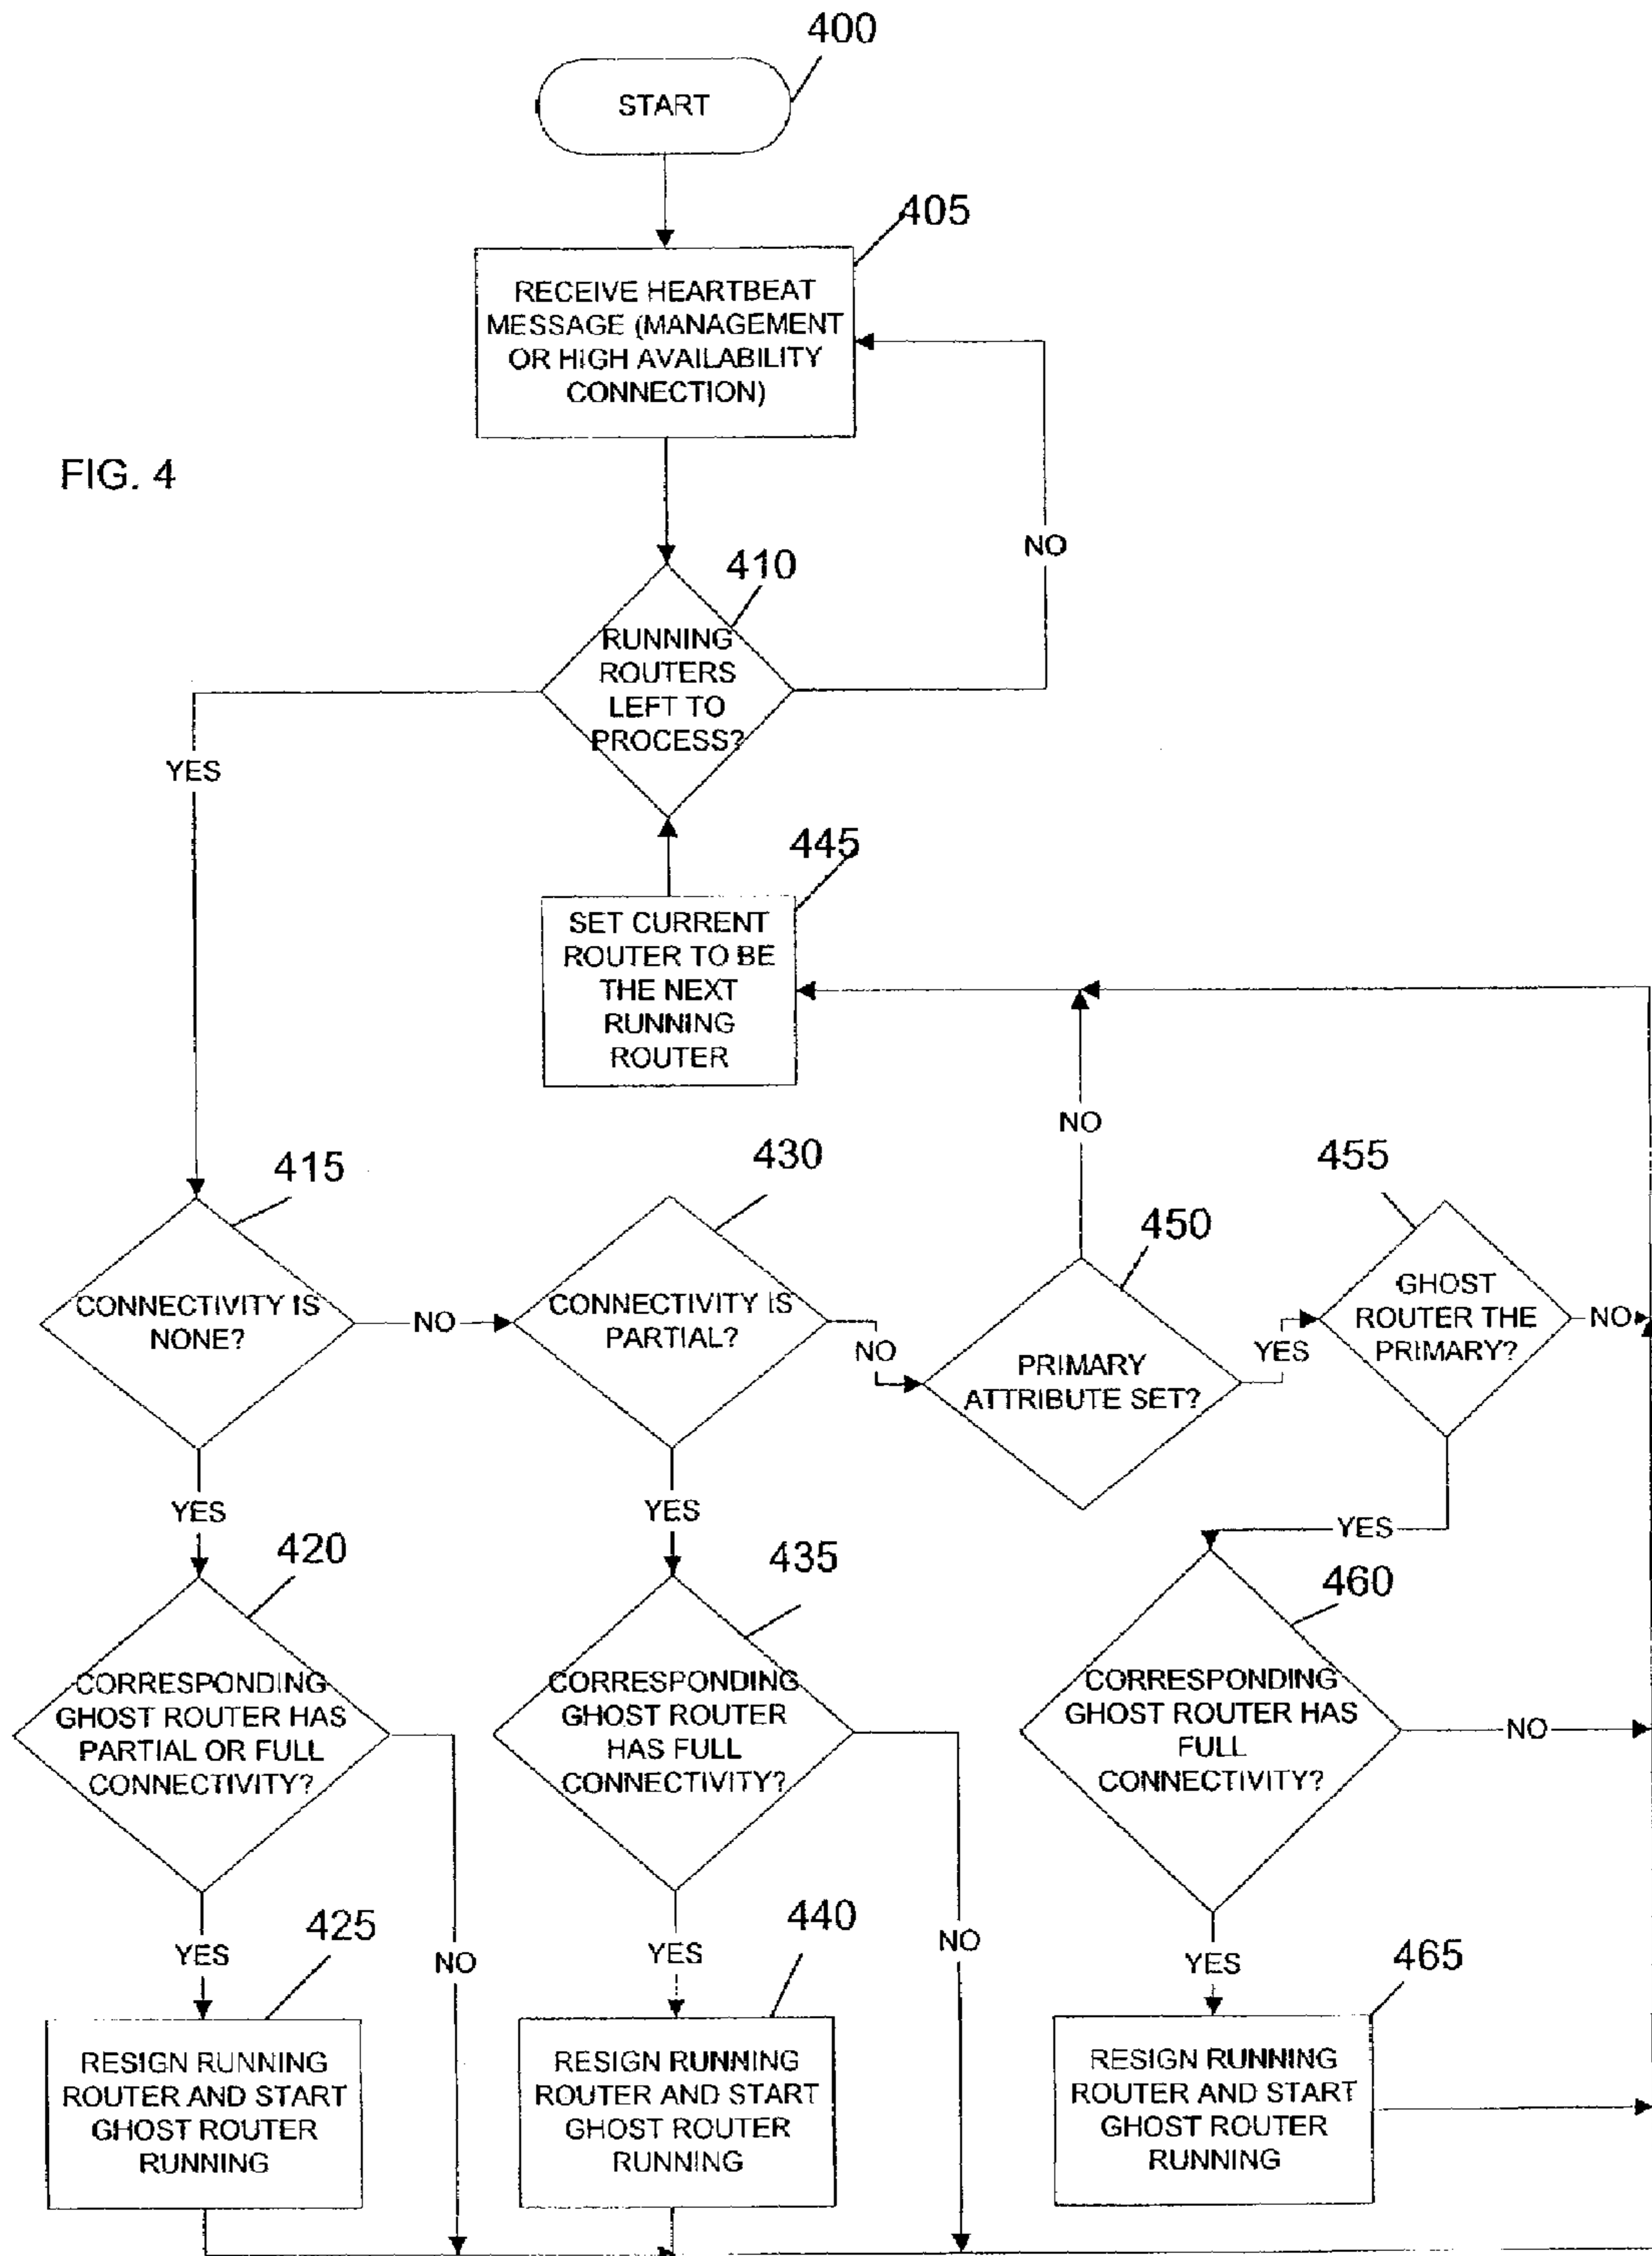 400
START
405
RECEIVE HEARTBEAT
MESSAGE (MANAGEMENT
OR HIGH AVAILABILITY
CONNECTION)
FIG. 4
NO
410
RUNNING
ROUTERS
LEFT TO
PROCESS?
YES
445
SET CURRENT
ROUTER TO BE
THE NEXT
RUNNING
ROUTER
NO
415
CONNECTIVITY IS
NONE?
NO
430
CONNECTIVITY IS
PARTIAL?
NO
450
PRIMARY
ATTRIBUTE SET?
YES
455
GHOST
ROUTER THE
PRIMARY?
NO
YES
YES
YES
420
CORRESPONDING
GHOST ROUTER HAS
PARTIAL OR FULL
CONNECTIVITY?
435
CORRESPONDING
GHOST ROUTER
HAS FULL
CONNECTIVITY?
460
CORRESPONDING
GHOST ROUTER HAS
FULL
CONNECTIVITY?
NO
YES
NO
YES
NO
YES
425
RESIGN RUNNING
ROUTER AND START
GHOST ROUTER
RUNNING
440
RESIGN RUNNING
ROUTER AND START
GHOST ROUTER
RUNNING
465
RESIGN RUNNING
ROUTER AND START
GHOST ROUTER
RUNNING